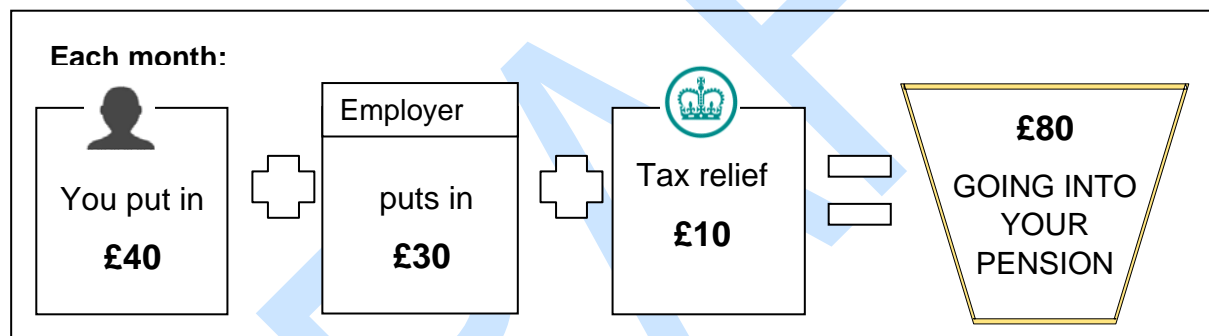 Each month:
You put in
£40
Employer
puts in
£30
Tax relief
£10
£80
GOING INTO
YOUR
PENSION